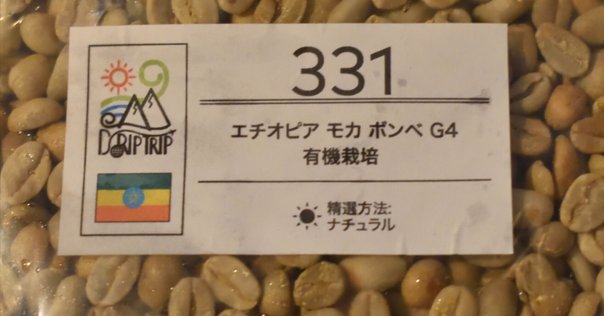 331
DRIPTRIP
エチオピア モカ ボンベ G4
有機栽培
精選方法:
ナチュラル